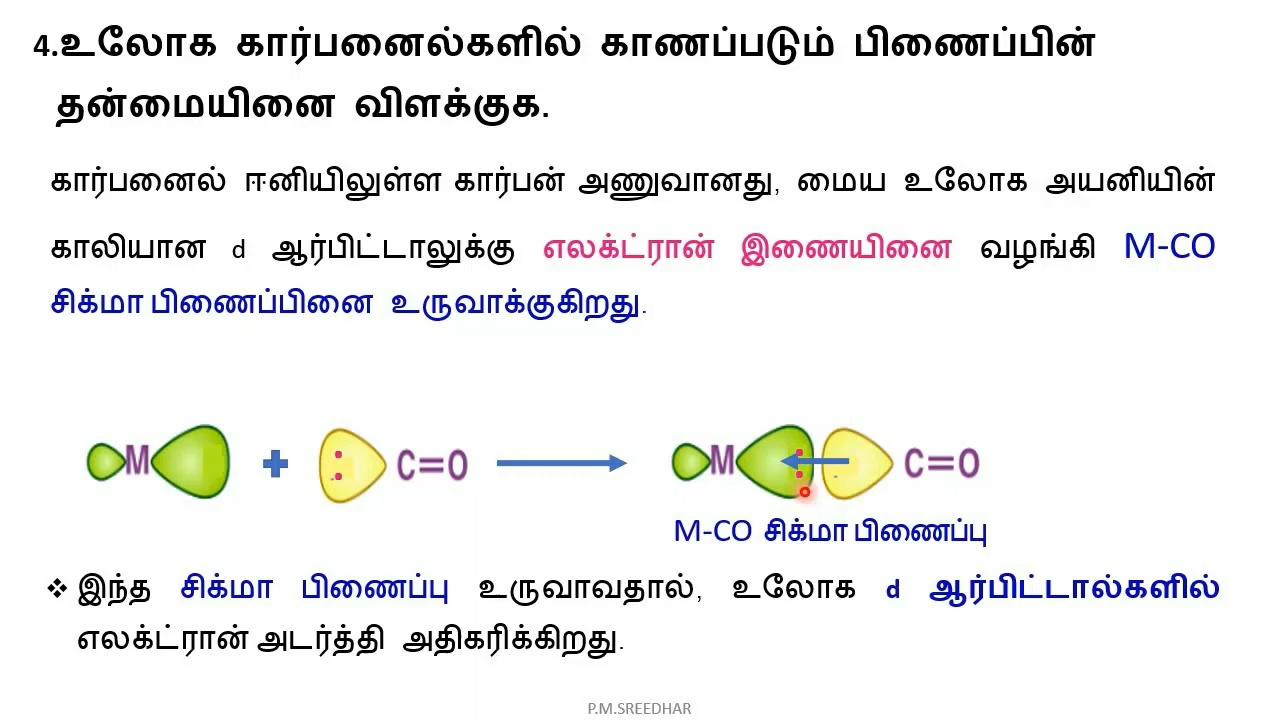 4.உலோக கார்பனைல்களில் காணப்படும் பிணைப்பின்
தன்மையினை விளக்குக.
கார்பனைல் ஈனியிலுள்ள கார்பன் அணுவானது, மைய உலோக அயனியின்
காலியான d ஆர்பிட்டாலுக்கு எலக்ட்ரான் இணையினை வழங்கி M-CO
சிக்மா பிணைப்பினை உருவாக்குகிறது.
M + C=O M C=O
M-CO சிக்மா பிணைப்பு
❖ இந்த சிக்மா பிணைப்பு உருவாவதால், உலோக d ஆர்பிட்டால்களில்
எலக்ட்ரான் அடர்த்தி அதிகரிக்கிறது.
P.M.SREEDHAR